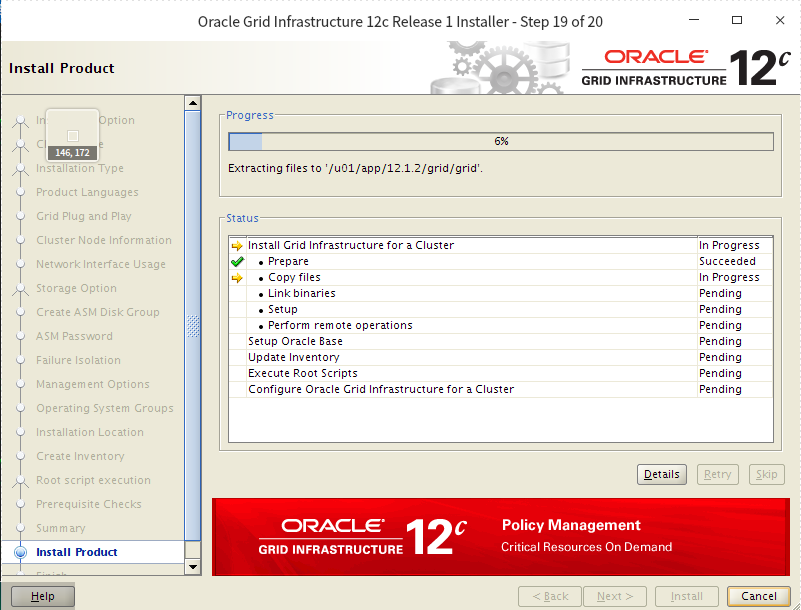 Oracle Grid Infrastructure 12c Release 1 Installer - Step 19 of 20
Install Product
ORACLE
GRID INFRASTRUCTURE 12c
Option
146, 172
Installation Type
Product Languages
Grid Plug and Play
Cluster Node Information
Network Interface Usage
Storage Option
Create ASM Disk Group
ASM Password
Failure Isolation
Management Options
Operating System Groups
Installation Location
Create Inventory
Root script execution
Prerequisite Checks
Summary
Install Product
Progress
6%
Extracting files to '/u01/app/12.1.2/grid/grid'.
Status
Install Grid Infrastructure for a Cluster In Progress
• Prepare Succeeded
• Copy files In Progress
• Link binaries Pending
• Setup Pending
• Perform remote operations Pending
Setup Oracle Base Pending
Update Inventory Pending
Execute Root Scripts Pending
Configure Oracle Grid Infrastructure for a Cluster Pending
Details Retry Skip
ORACLE
GRID INFRASTRUCTURE 12c
Policy Management
Critical Resources On Demand
Help < Back Next > Install Cancel